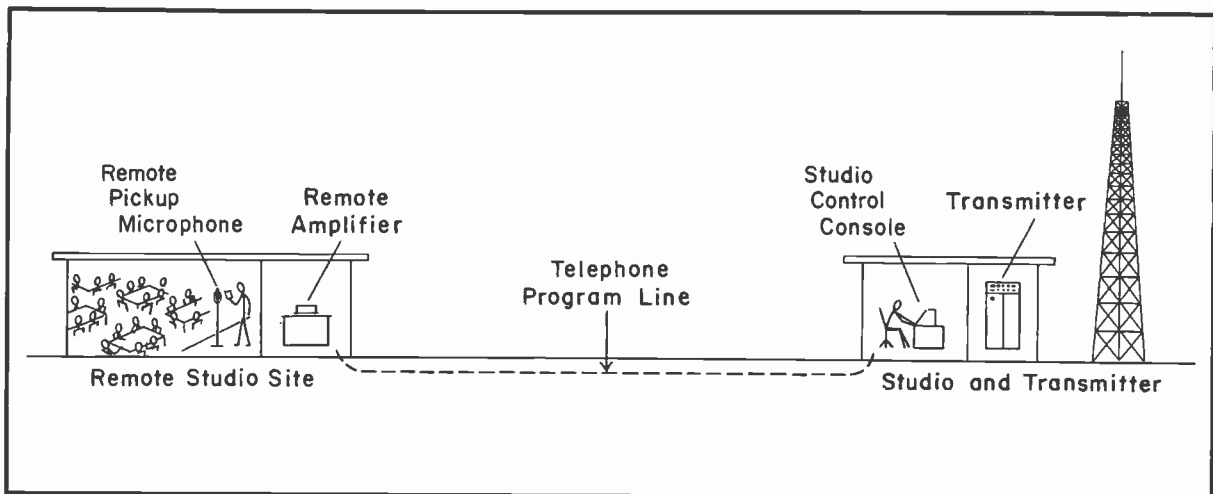 Remote
Pickup
Microphone
Remote
Amplifier
Telephone
Program Line
Studio
Control
Console
Transmitter
Remote Studio Site
Studio and Transmitter